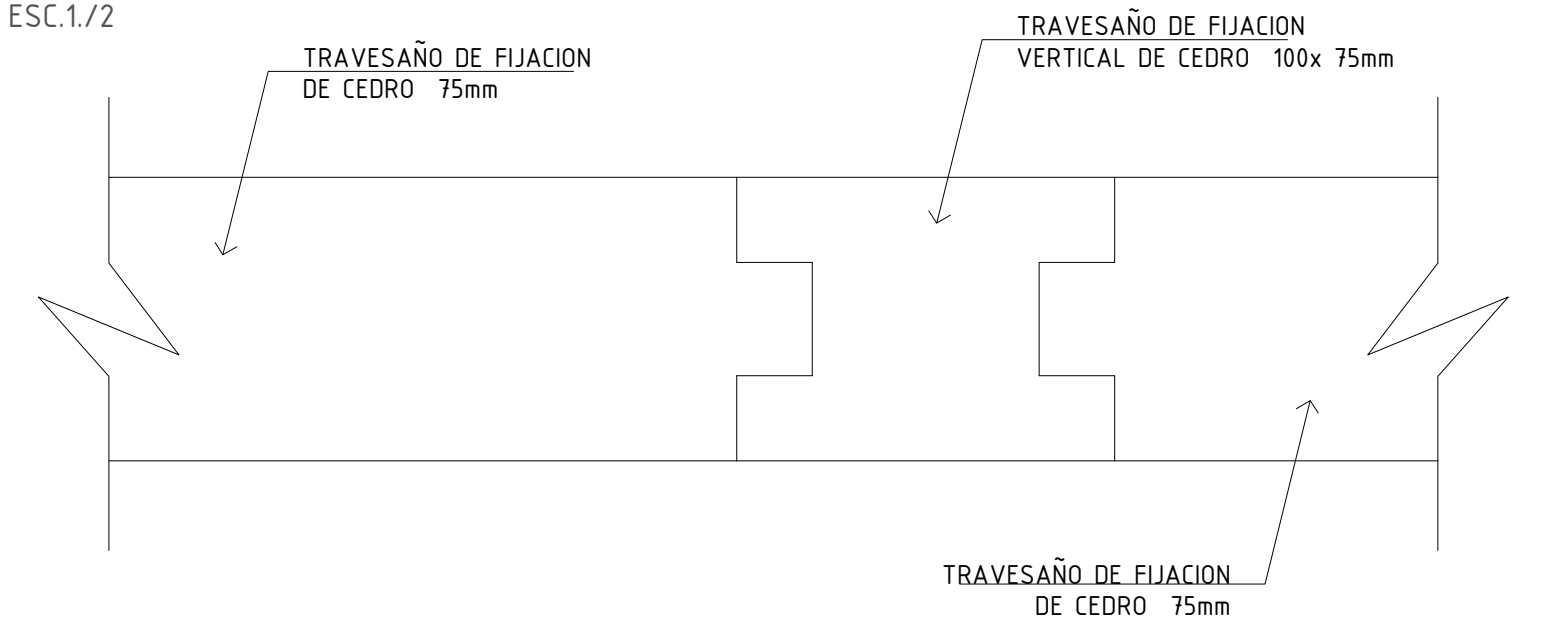 ESC.1./2
TRAVESAÑO DE FIJACION
DE CEDRO 75mm
TRAVESAÑO DE FIJACION
VERTICAL DE CEDRO 100x 75mm
TRAVESAÑO DE FIJACION
DE CEDRO 75mm